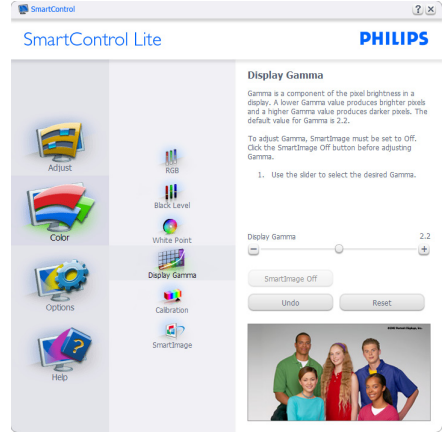 SmartControl
SmartControl Lite
PHILIPS
Adjust
Color
Options
Help
RGB
Black Level
White Point
Display Gamma
Calibration
SmartImage
Display Gamma
Gamma is a component of the pixel brightness in a
display. A lower Gamma value produces brighter pixels
and a higher Gamma value produces darker pixels. The
default value for Gamma is 2.2.
To adjust Gamma, SmartImage must be set to Off.
Click the SmartImage Off button before adjusting
Gamma.
1. Use the slider to select the desired Gamma.
Display Gamma 2.2
SmartImage Off
Undo Reset